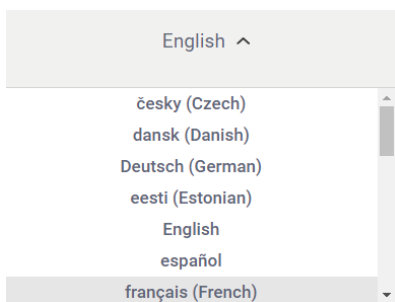 English
česky (Czech)
dansk (Danish)
Deutsch (German)
eesti (Estonian)
English
español
français (French)